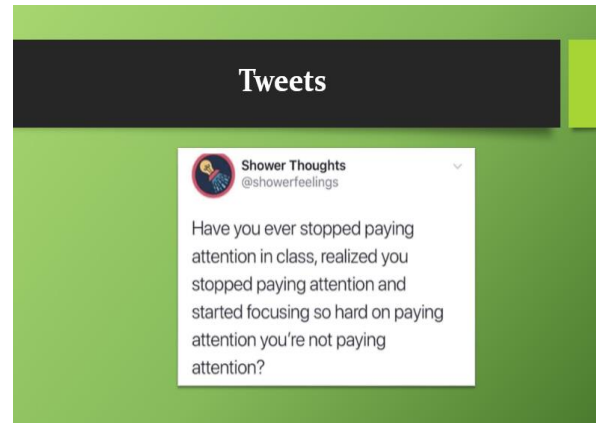 Tweets
Shower Thoughts
@showerfeelings
Have you ever stopped paying
attention in class, realized you
stopped paying attention and
started focusing so hard on paying
attention you're not paying
attention?